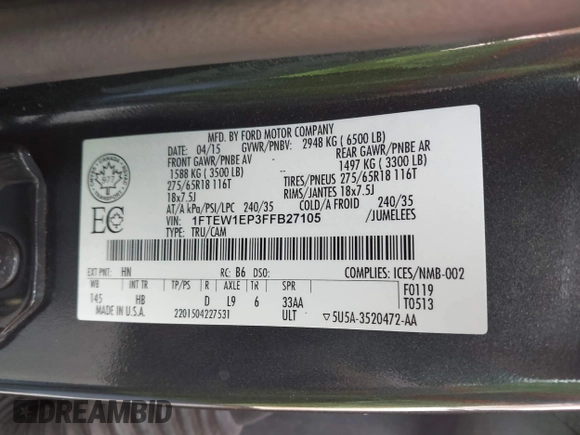 MFD. BY FORD MOTOR COMPANY
DATE: 04/15 GVWR/PNBV: 2948 KG ( 6500 LB)
FRONT GAWR/PNBE AV REAR GAWR/PNBE AR
1588 KG ( 3500 LB) 1497 KG ( 3300 LB)
275/65R18 116T TIRES/PNEUS 275/65R18 116T
18x7.5J RIMS/JANTES 18x7.5J
AT/A kPa/PSI/LPC 240/35 COLD/A FROID 240/35
VIN: 1FTEW1EP3FFB27105 /JUMELEES
TYPE: TRU/CAM
EC
EXT PNT: HN RC: B6 DSO: COMPLIES: ICES/NMB-002
WB INT TR TP/PS R AXLE TR SPR F0119
145 HB D L9 6 33AA T0513
MADE IN U.S.A. 2201504227531 ULT ▽5U5A-3520472-AA
DREAMBID